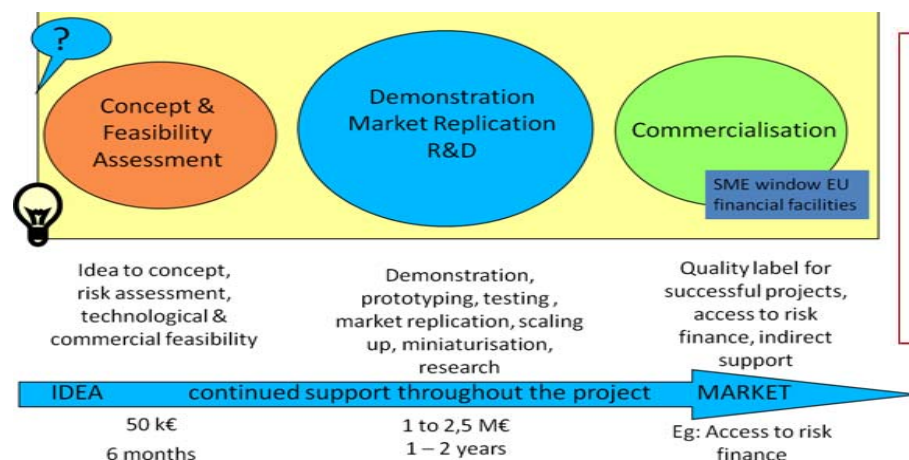 ?
Concept &
Feasibility
Assessment
Demonstration
Market Replication
R&D
Commercialisation
SME window EU
financial facilities
Idea to concept,
risk assessment,
technological &
commercial feasibility
Demonstration,
prototyping, testing ,
market replication, scaling
up, miniaturisation,
research
Quality label for
successful projects,
access to risk
finance, indirect
support
IDEA continued support throughout the project MARKET
50 k€
6 months
1 to 2,5 M€
1 – 2 years
Eg: Access to risk
finance